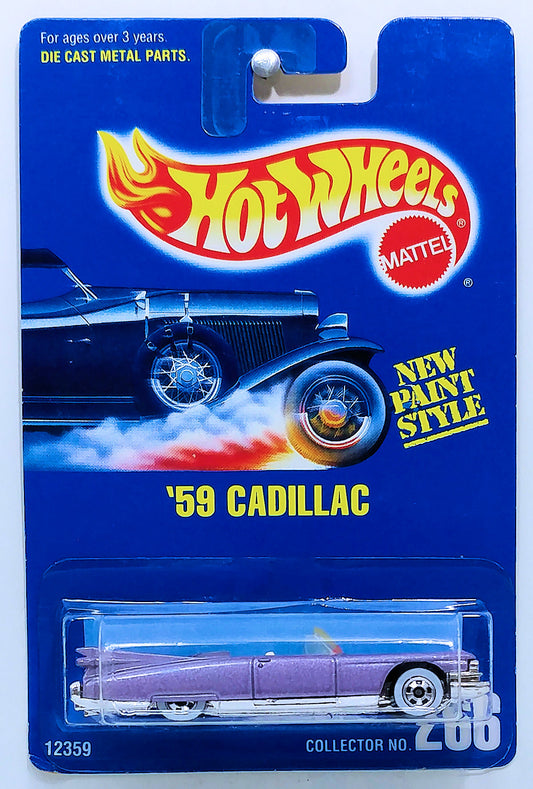 For ages over 3 years.
DIE CAST METAL PARTS.
HOT WHEELS
®
MATTEL
®
NEW
PAINT
STYLE
'59 CADILLAC
12359
COLLECTOR NO. 266